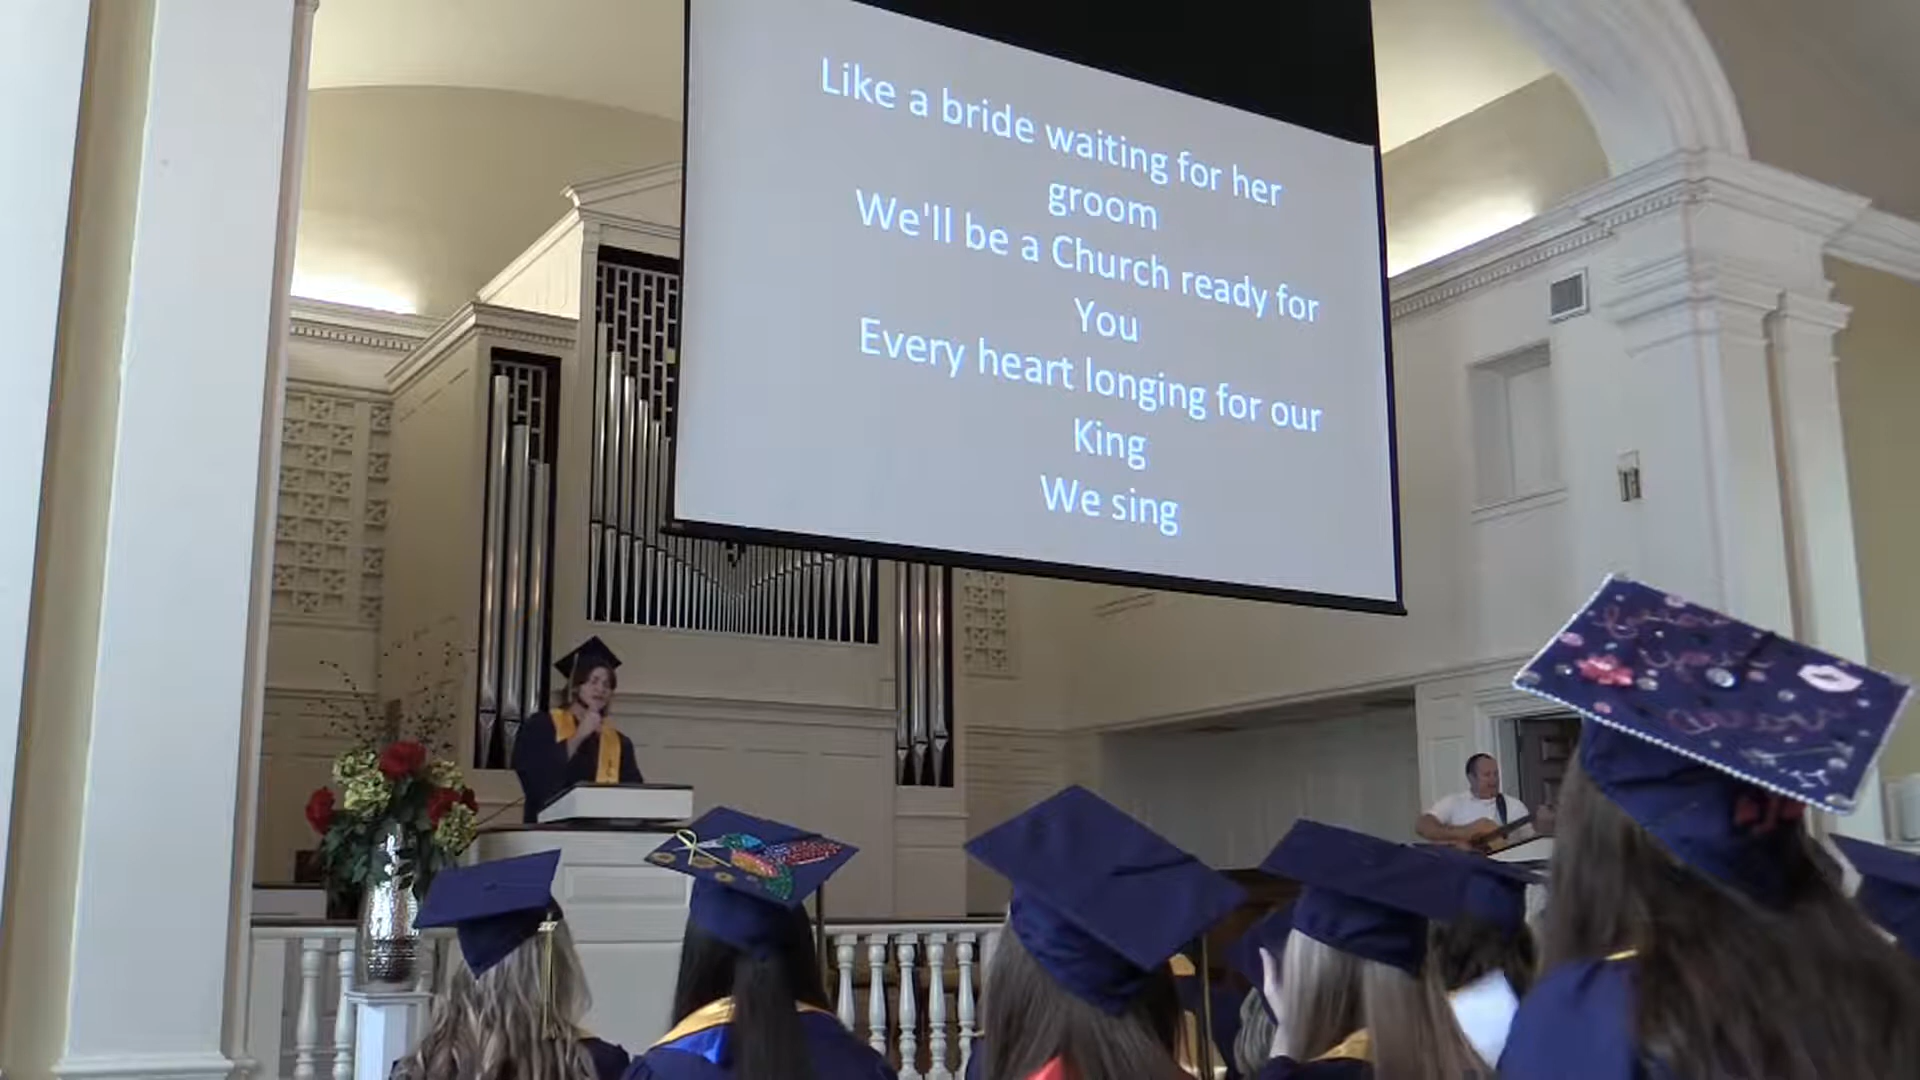 Like a bride waiting for her
groom
We'll be a Church ready for
You
Every heart longing for our
King
We sing